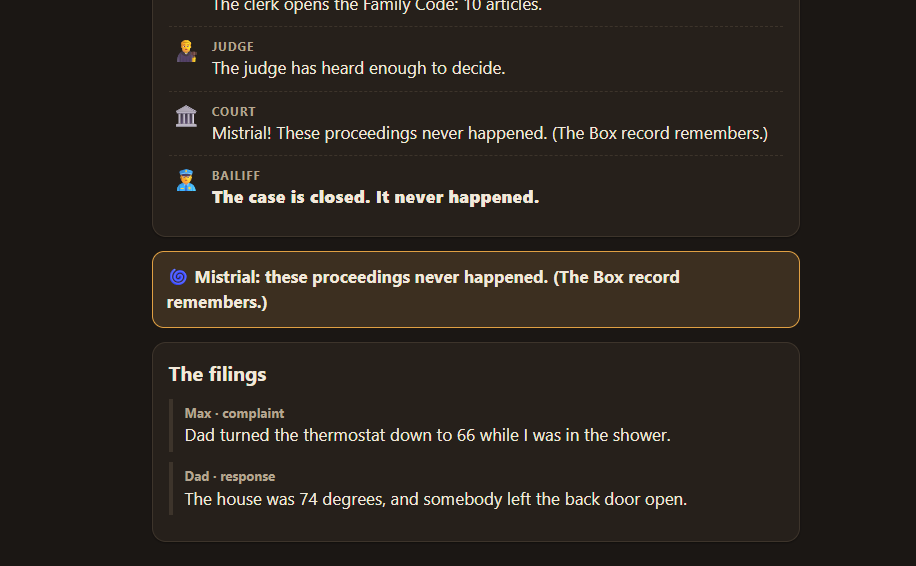 The clerk opens the Family Code: 10 articles.
JUDGE
The judge has heard enough to decide.
COURT
Mistrial! These proceedings never happened. (The Box record remembers.)
BAILIFF
The case is closed. It never happened.
Mistrial: these proceedings never happened. (The Box record
remembers.)
The filings
Max · complaint
Dad turned the thermostat down to 66 while I was in the shower.
Dad · response
The house was 74 degrees, and somebody left the back door open.